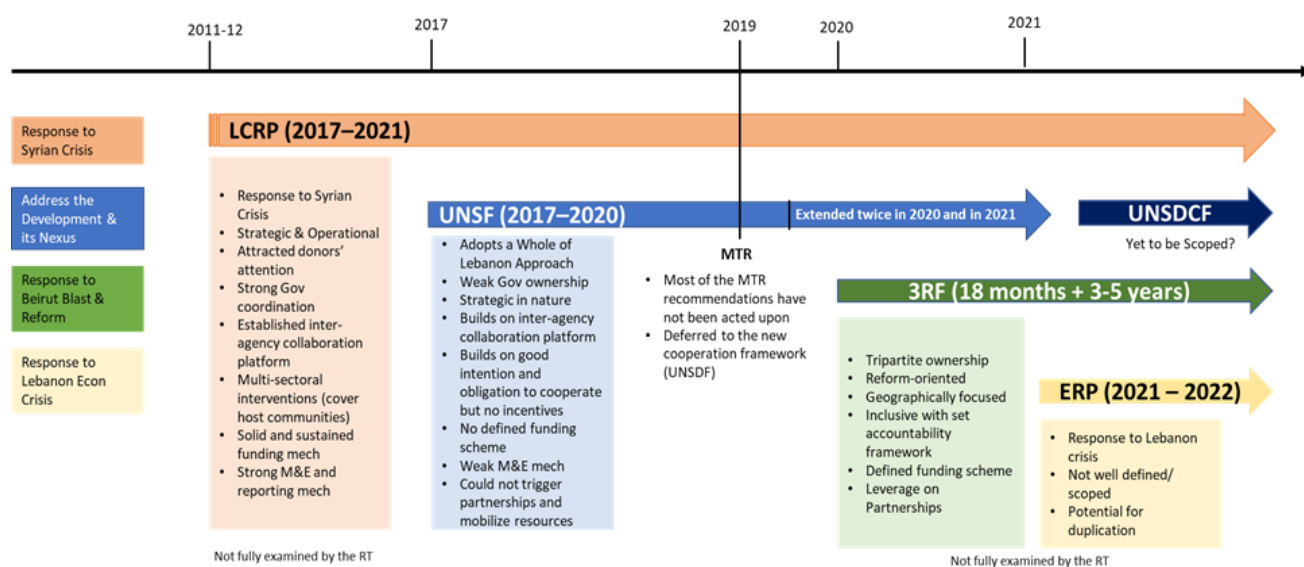 2011-12
2017
2019
2020
2021
Response to
Syrian Crisis
Address the
Development &
its Nexus
Response to
Beirut Blast &
Reform
Response to
Lebanon Econ
Crisis
LCRP (2017–2021)
• Response to Syrian
Crisis
• Strategic & Operational
• Attracted donors'
attention
• Strong Gov
coordination
• Established inter-
agency collaboration
platform
• Multi-sectoral
interventions (cover
host communities)
• Solid and sustained
funding mech
• Strong M&E and
reporting mech
Not fully examined by the RT
UNSF (2017–2020)
Extended twice in 2020 and in 2021
• Adopts a Whole of
Lebanon Approach
• Weak Gov ownership
• Strategic in nature
• Builds on inter-agency
collaboration platform
• Builds on good
intention and
obligation to cooperate
but no incentives
• No defined funding
scheme
• Weak M&E mech
• Could not trigger
partnerships and
mobilize resources
MTR
• Most of the MTR
recommendations have
not been acted upon
• Deferred to the new
cooperation framework
(UNSDF)
UNSDCF
Yet to be Scoped?
3RF (18 months + 3-5 years)
• Tripartite ownership
• Reform-oriented
• Geographically focused
• Inclusive with set
accountability
framework
• Defined funding scheme
• Leverage on
Partnerships
ERP (2021 – 2022)
• Response to Lebanon
crisis
• Not well defined/
scoped
• Potential for
duplication
Not fully examined by the RT